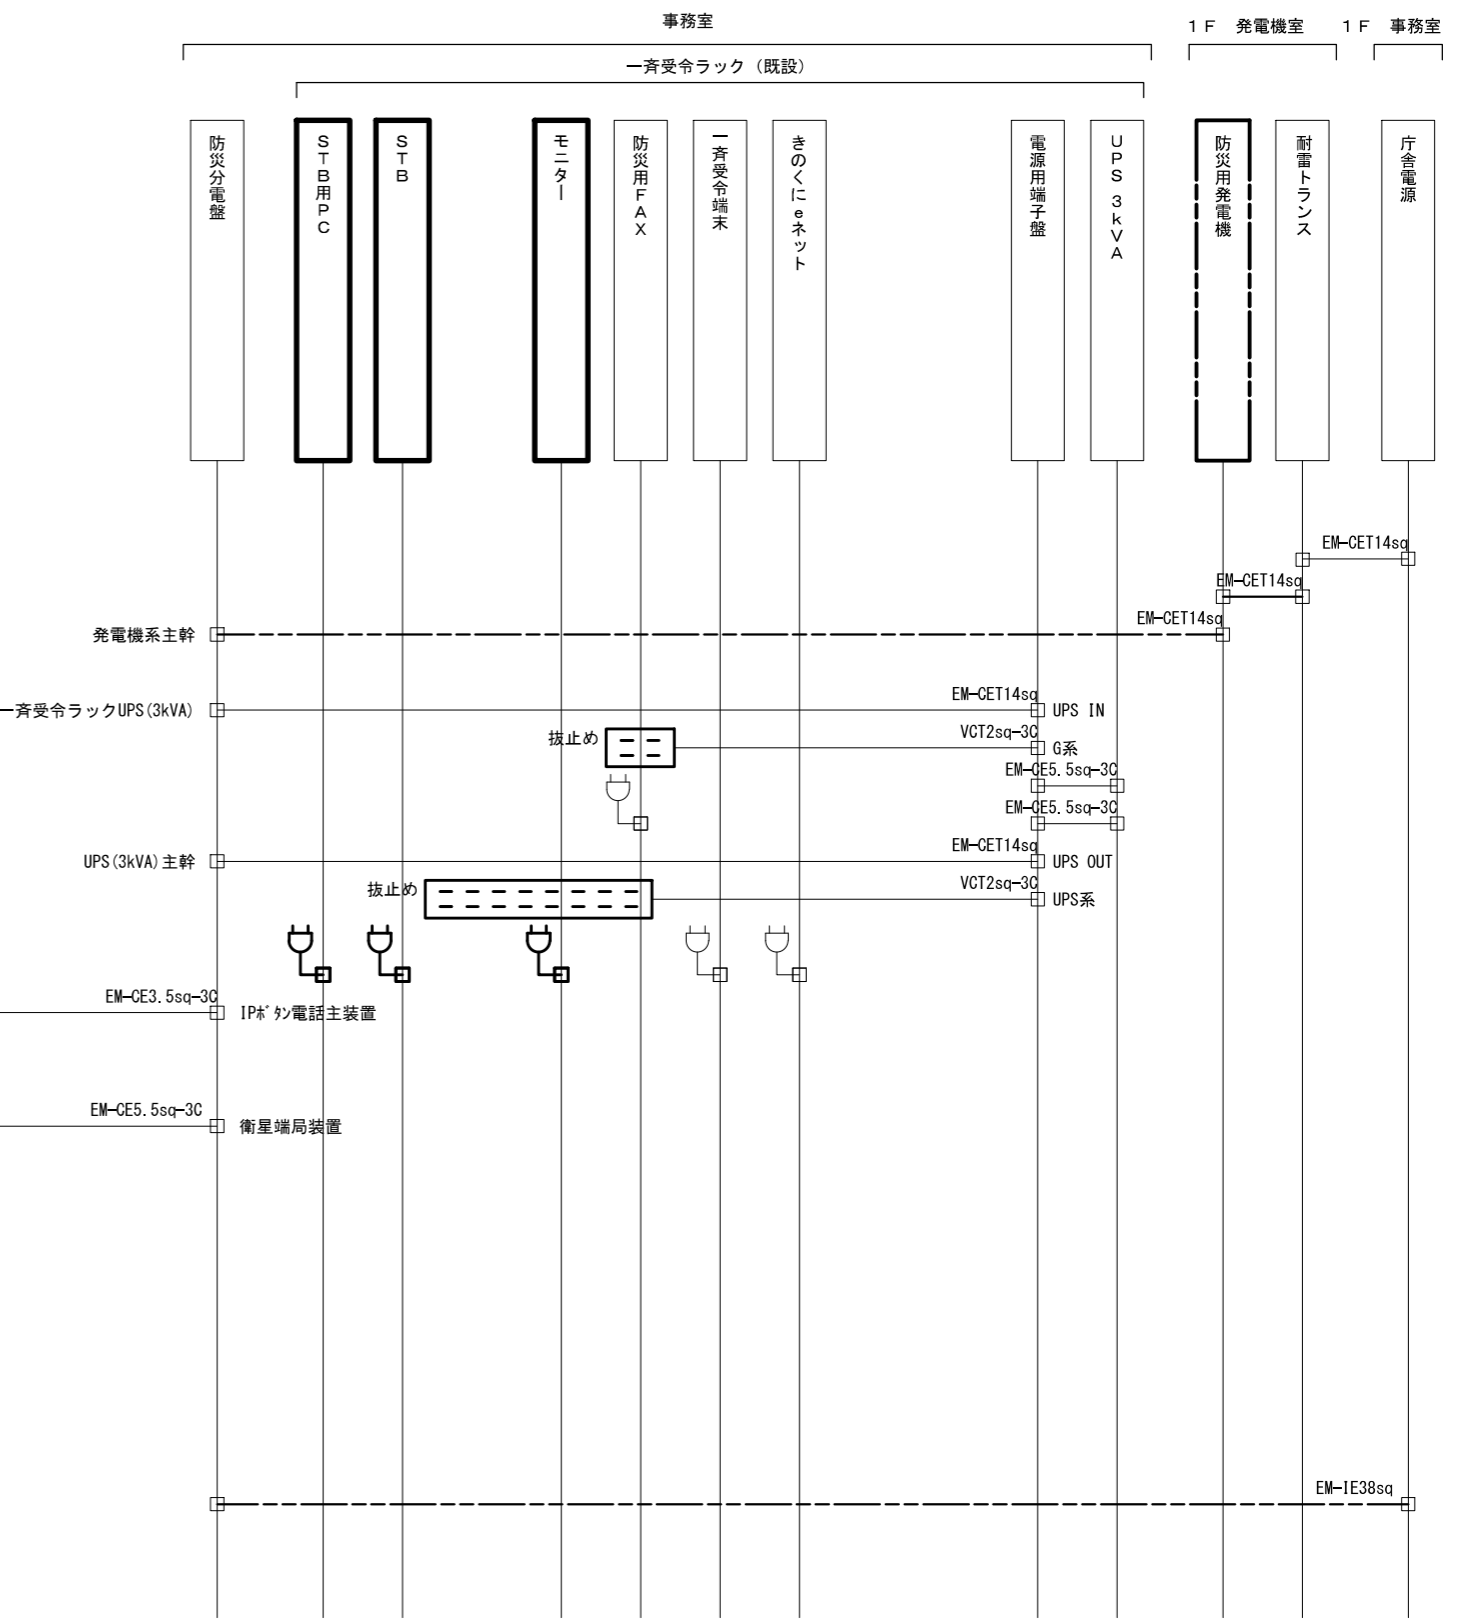 事務室
1F 発電機室
1F 事務室
一斉受令ラック（既設）
防災分電盤
STB用PC
STB
モニター
防災用FAX
一斉受令端末
きのくにeネット
電源用端子盤
UPS 3kVA
防災用発電機
耐雷トランス
庁舎電源
EM-CET14sq
EM-CET14sq
EM-CET14sq
発電機系主幹
EM-CET14sq
一斉受令ラックUPS(3kVA)
UPS IN
VCT2sq-3C
抜止め
G系
EM-CE5.5sq-3C
EM-CE5.5sq-3C
EM-CET14sq
UPS(3kVA)主幹
UPS OUT
VCT2sq-3C
抜止め
UPS系
EM-CE3.5sq-3C
IPﾎﾞﾀﾝ電話主装置
EM-CE5.5sq-3C
衛星端局装置
EM-IE38sq